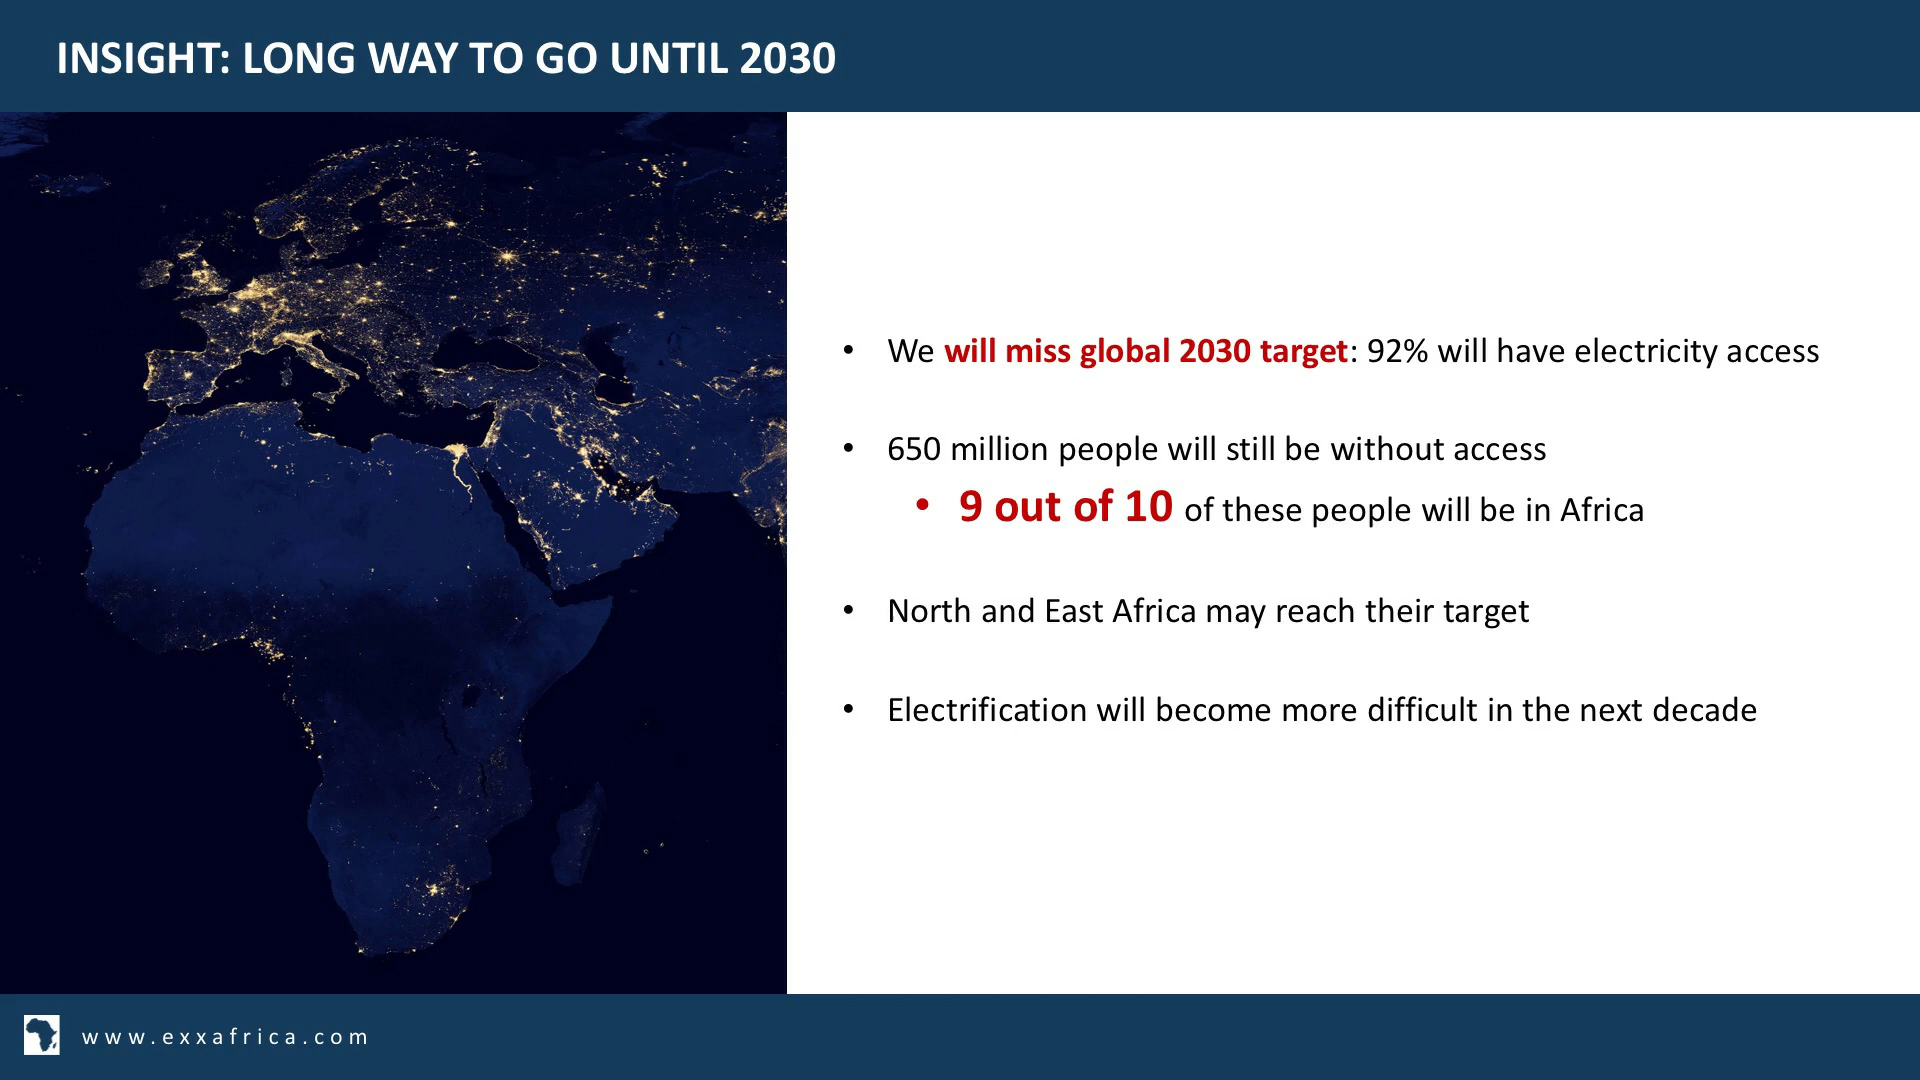 INSIGHT: LONG WAY TO GO UNTIL 2030
• We will miss global 2030 target: 92% will have electricity access
• 650 million people will still be without access
• 9 out of 10 of these people will be in Africa
• North and East Africa may reach their target
• Electrification will become more difficult in the next decade
www.exxafrica.com